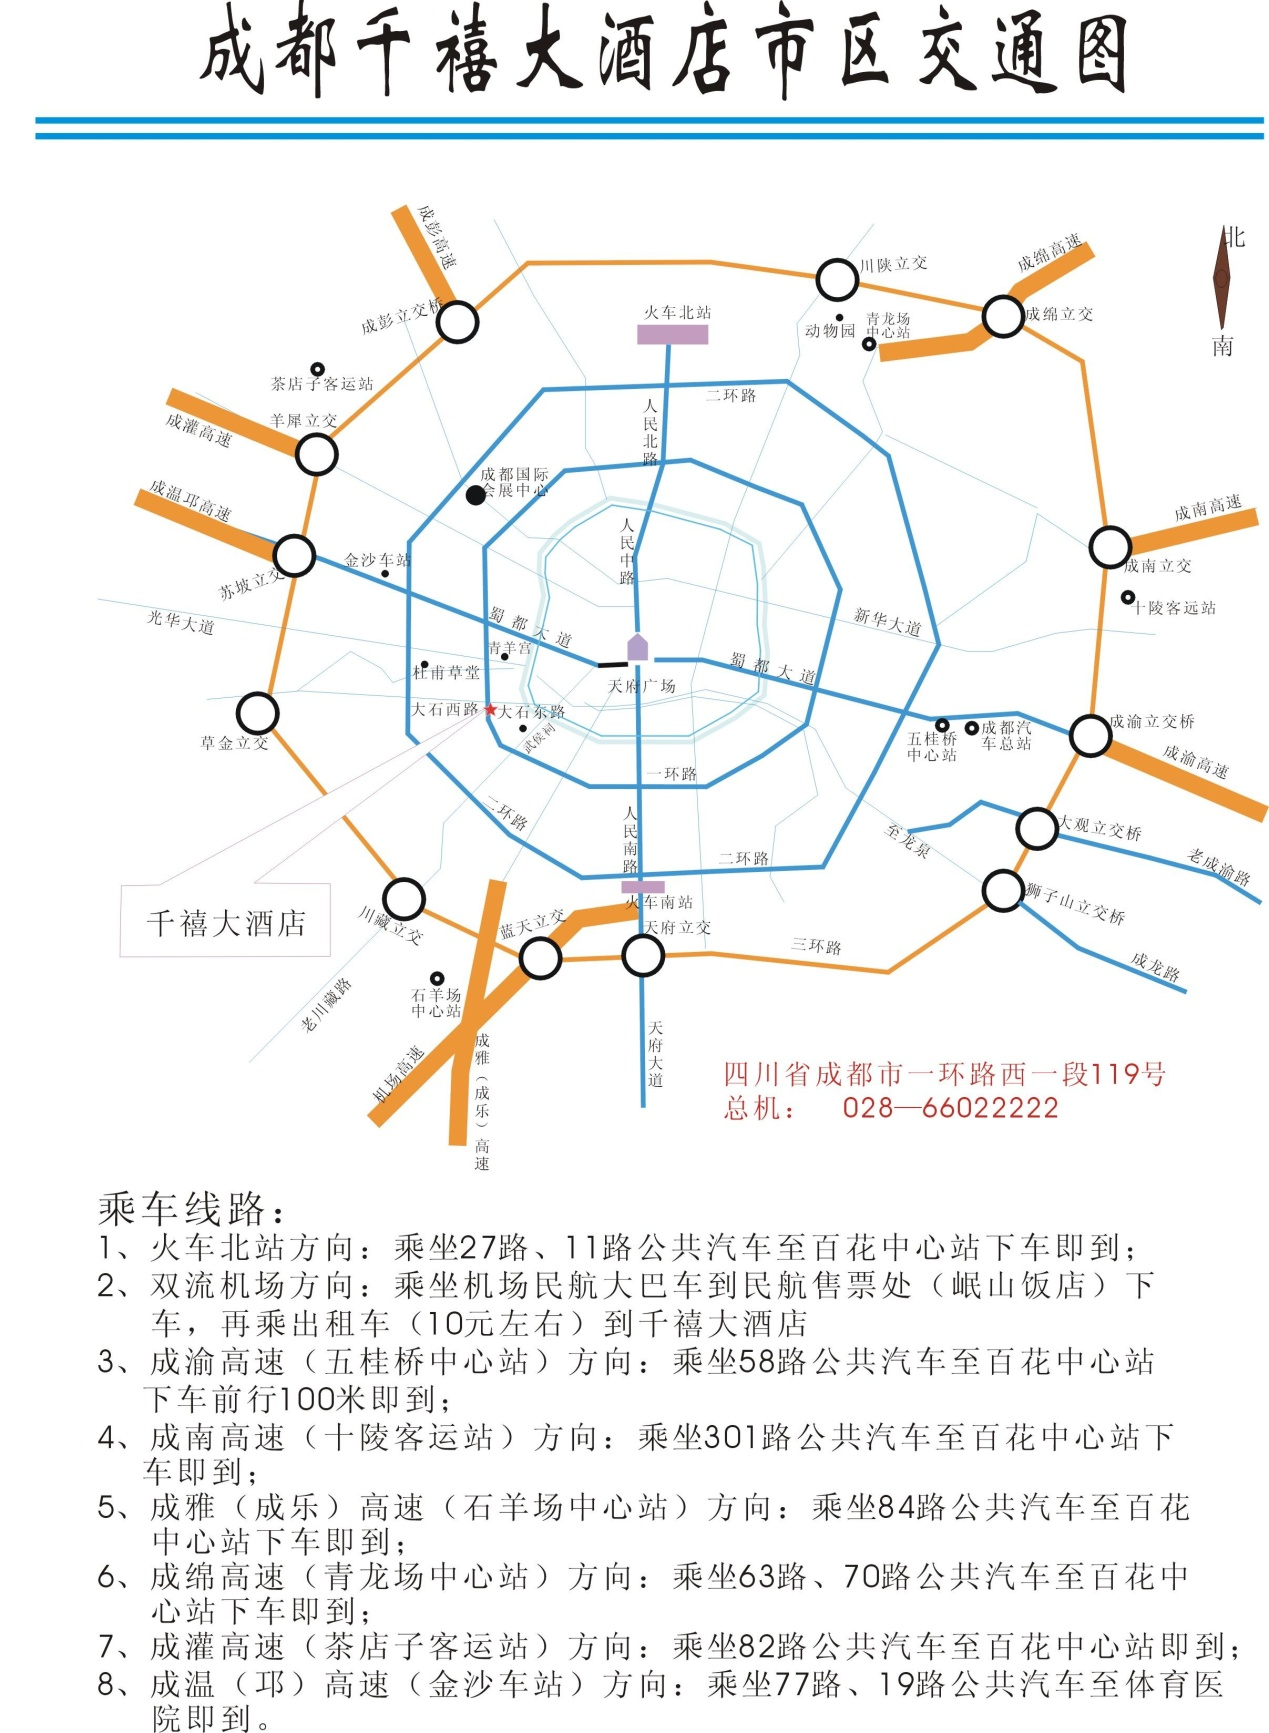 成都千禧大酒店市区交通图
北
南
成彭高速
成彭立交桥
川陕立交
成绵高速
成绵立交
火车北站
动物园
青龙场
中心站
茶店子客运站
羊犀立交
成灌高速
二环路
人民北路
成都国际
会展中心
成温邛高速
苏坡立交
金沙车站
人民中路
成南高速
成南立交
十陵客远站
光华大道
蜀都大道
新华大道
青羊宫
杜甫草堂
天府广场
蜀都大道
大石西路
大石东路
武侯祠
草金立交
五桂桥
中心站
成都汽
车总站
成渝立交桥
成渝高速
一环路
二环路
人民南路
二环路
至龙泉
大观立交桥
老成渝路
千禧大酒店
川藏立交
蓝天立交
火车南站
天府立交
三环路
狮子山立交桥
成龙路
石羊场
中心站
老川藏路
机场高速
成雅（成乐）高速
天府大道
四川省成都市一环路西一段119号
总机： 028—66022222
乘车线路：
1、火车北站方向：乘坐27路、11路公共汽车至百花中心站下车即到；
2、双流机场方向：乘坐机场民航大巴车到民航售票处（岷山饭店）下
车，再乘出租车（10元左右）到千禧大酒店
3、成渝高速（五桂桥中心站）方向：乘坐58路公共汽车至百花中心站
下车前行100米即到；
4、成南高速（十陵客运站）方向：乘坐301路公共汽车至百花中心站下
车即到；
5、成雅（成乐）高速（石羊场中心站）方向：乘坐84路公共汽车至百花
中心站下车即到；
6、成绵高速（青龙场中心站）方向：乘坐63路、70路公共汽车至百花中
心站下车即到；
7、成灌高速（茶店子客运站）方向：乘坐82路公共汽车至百花中心站即到；
8、成温（邛）高速（金沙车站）方向：乘坐77路、19路公共汽车至体育医
院即到。